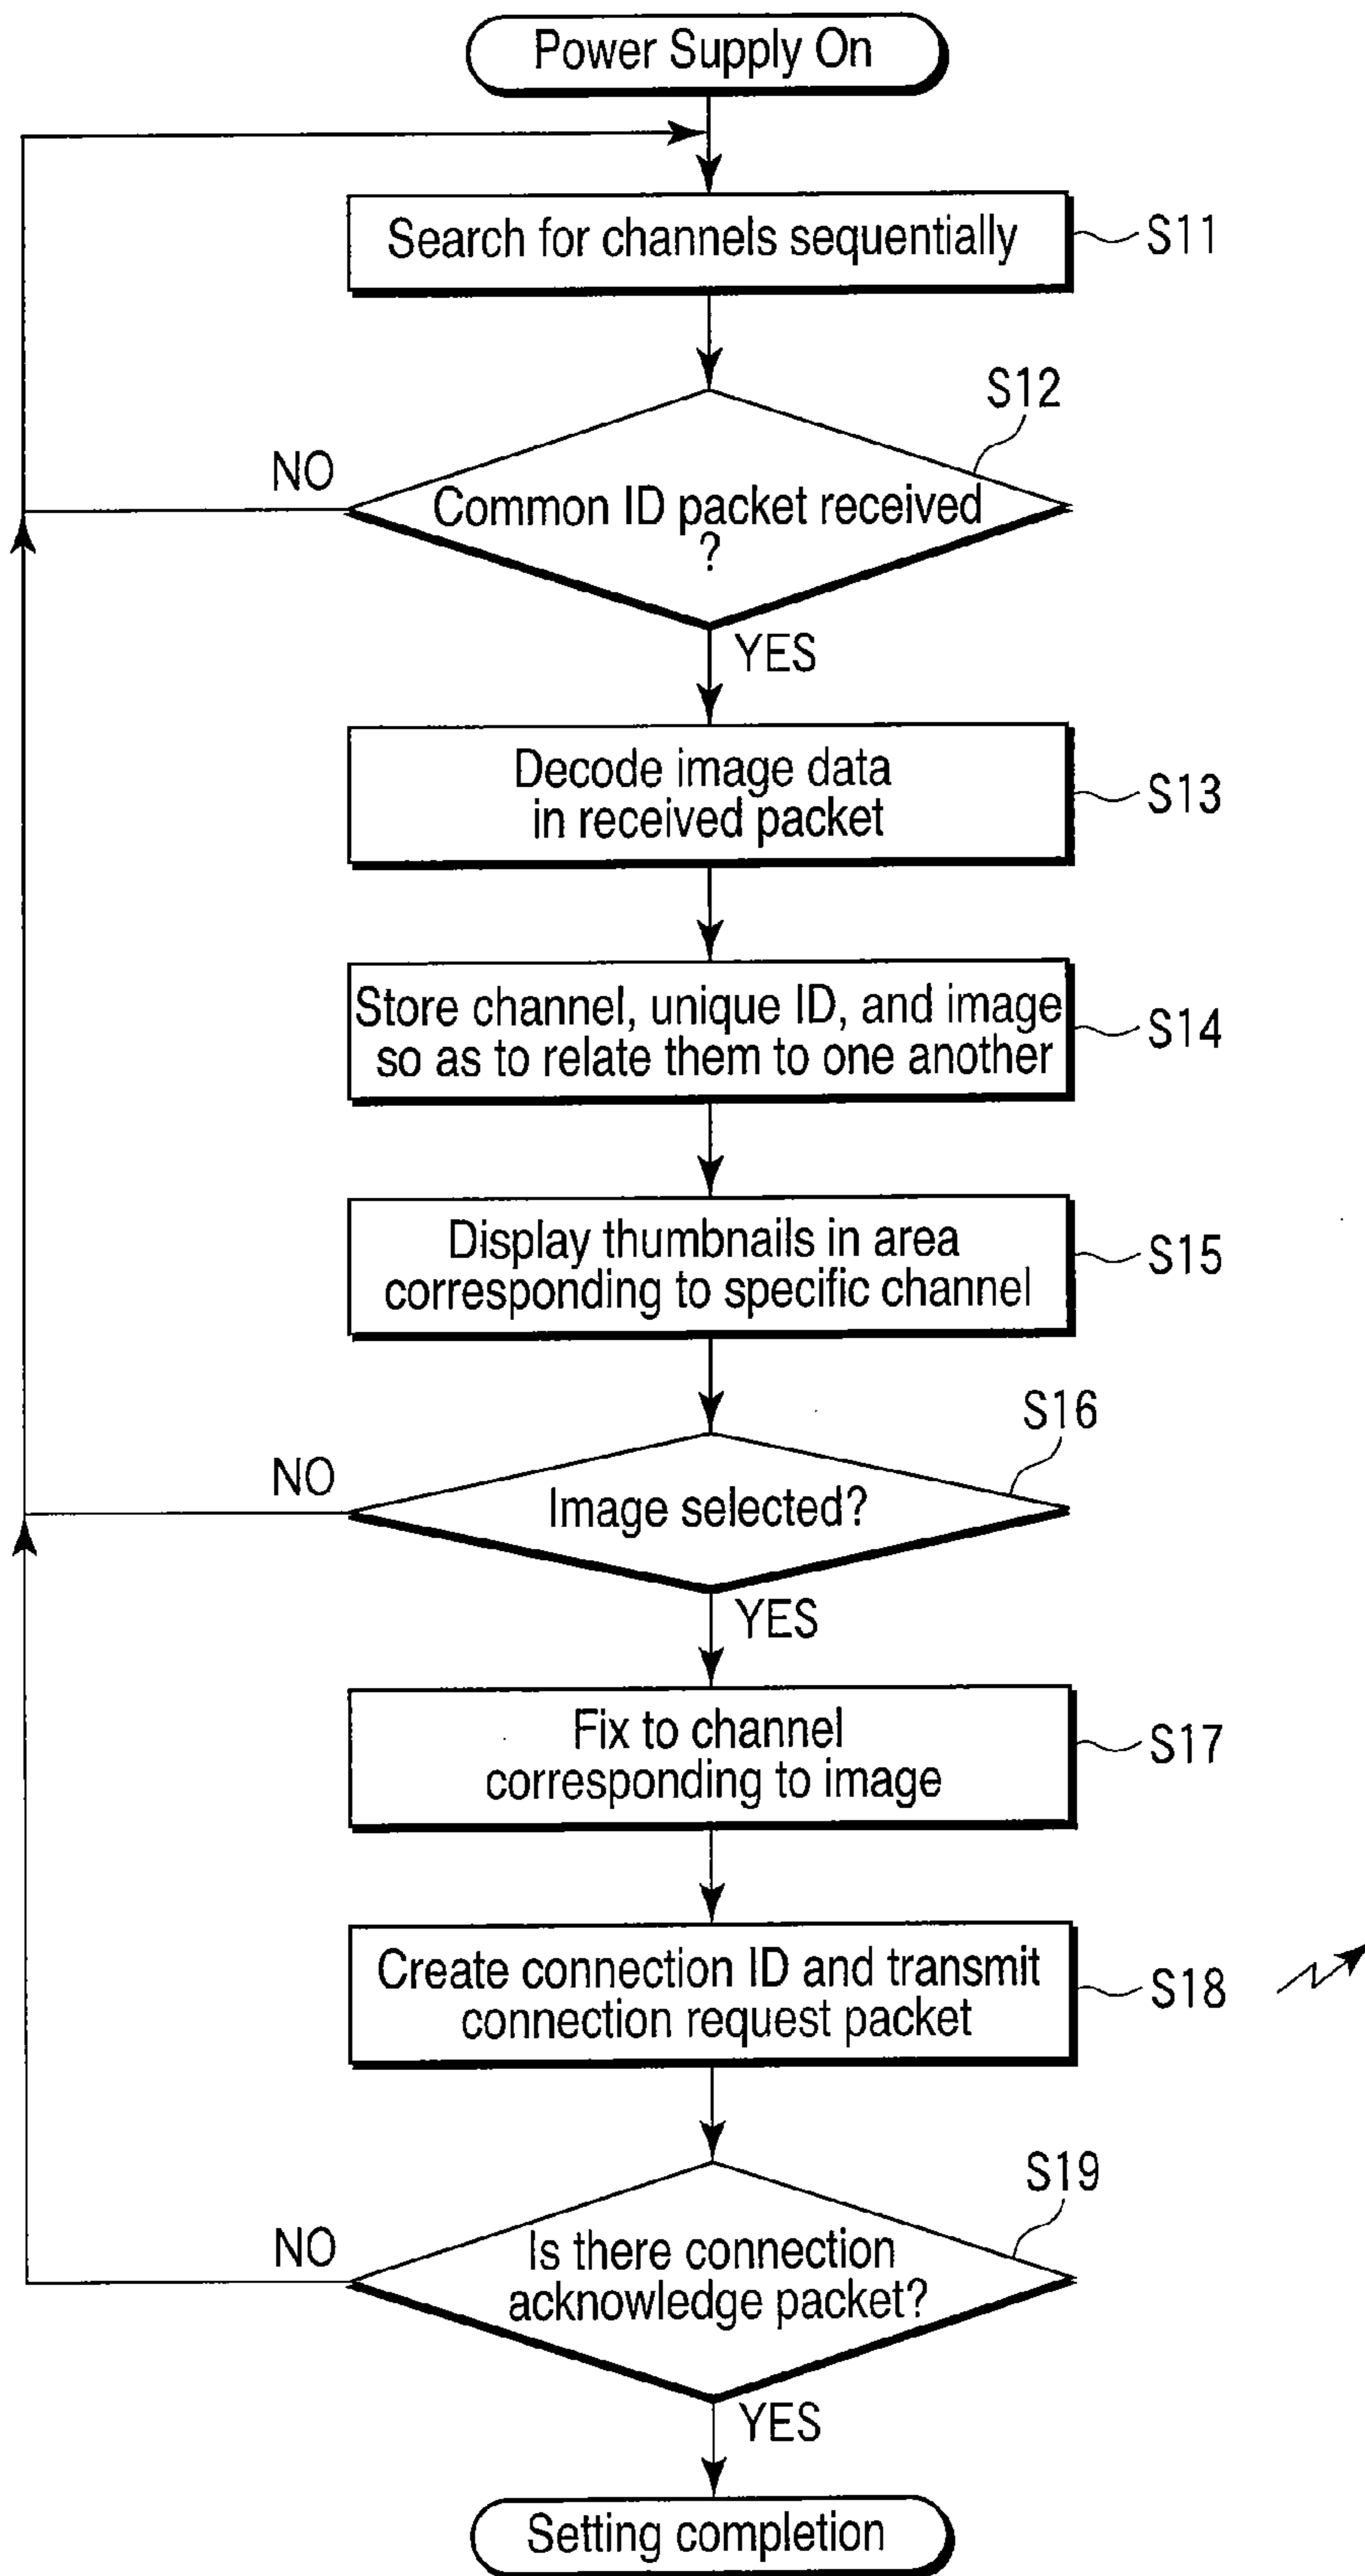 Power Supply On
Search for channels sequentially
S11
S12
NO
Common ID packet received
?
YES
Decode image data
in received packet
S13
Store channel, unique ID, and image
so as to relate them to one another
S14
Display thumbnails in area
corresponding to specific channel
S15
S16
NO
Image selected?
YES
Fix to channel
corresponding to image
S17
Create connection ID and transmit
connection request packet
S18
S19
NO
Is there connection
acknowledge packet?
YES
Setting completion